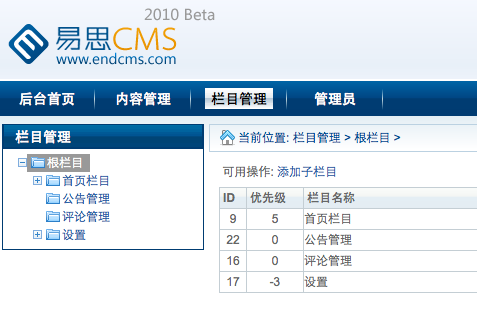 2010 Beta
易思CMS
www.endcms.com
后台首页 内容管理 栏目管理 管理员
栏目管理
根栏目
首页栏目
公告管理
评论管理
设置
当前位置: 栏目管理 > 根栏目 >
可用操作: 添加子栏目
ID 优先级 栏目名称
9 5 首页栏目
22 0 公告管理
16 0 评论管理
17 -3 设置